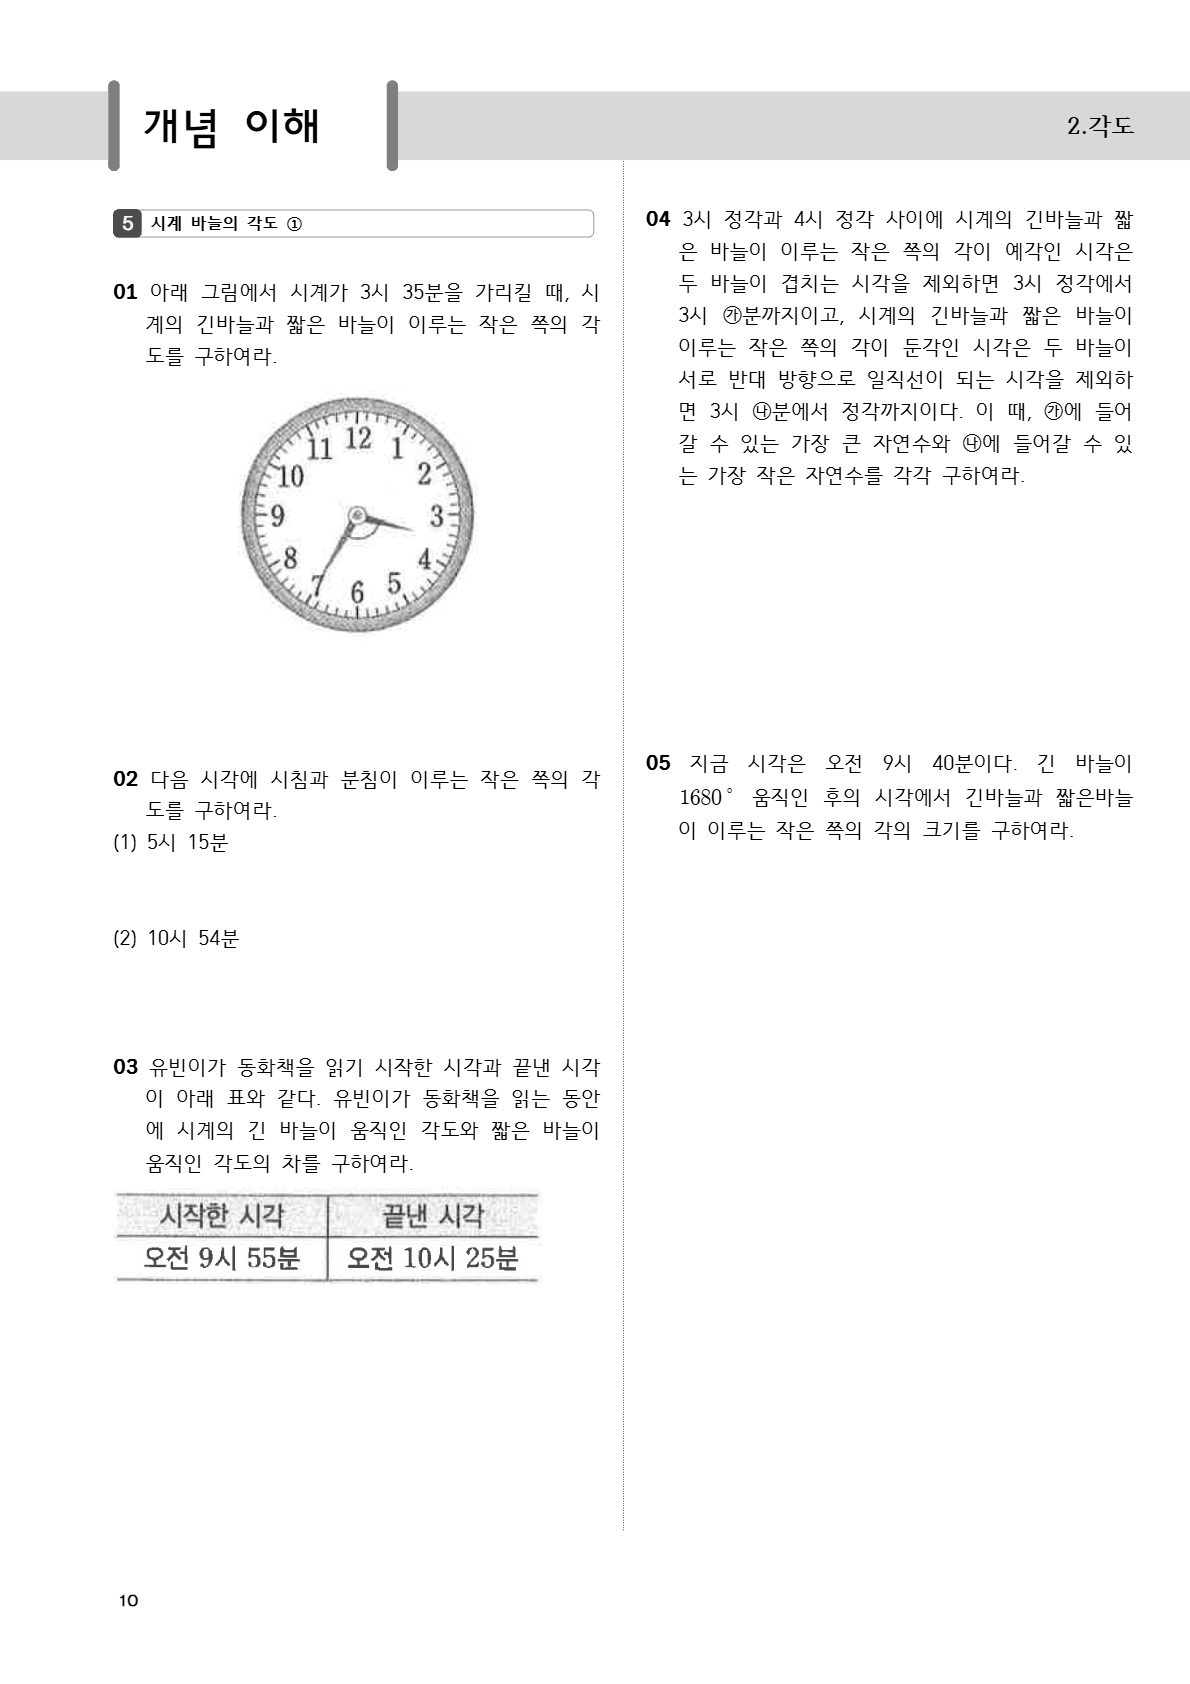 개념 이해
2.각도
5 시계 바늘의 각도 ①
01 아래 그림에서 시계가 3시 35분을 가리킬 때, 시
계의 긴바늘과 짧은 바늘이 이루는 작은 쪽의 각
도를 구하여라.
12
11 1
10 2
9 3
8 4
7 6 5
02 다음 시각에 시침과 분침이 이루는 작은 쪽의 각
도를 구하여라.
(1) 5시 15분
(2) 10시 54분
03 유빈이가 동화책을 읽기 시작한 시각과 끝낸 시각
이 아래 표와 같다. 유빈이가 동화책을 읽는 동안
에 시계의 긴 바늘이 움직인 각도와 짧은 바늘이
움직인 각도의 차를 구하여라.
시작한 시각 끝낸 시각
오전 9시 55분 오전 10시 25분
04 3시 정각과 4시 정각 사이에 시계의 긴바늘과 짧
은 바늘이 이루는 작은 쪽의 각이 예각인 시각은
두 바늘이 겹치는 시각을 제외하면 3시 정각에서
3시 ㉮분까지이고, 시계의 긴바늘과 짧은 바늘이
이루는 작은 쪽의 각이 둔각인 시각은 두 바늘이
서로 반대 방향으로 일직선이 되는 시각을 제외하
면 3시 ㉯분에서 정각까지이다. 이 때, ㉮에 들어
갈 수 있는 가장 큰 자연수와 ㉯에 들어갈 수 있
는 가장 작은 자연수를 각각 구하여라.
05 지금 시각은 오전 9시 40분이다. 긴 바늘이
1680° 움직인 후의 시각에서 긴바늘과 짧은바늘
이 이루는 작은 쪽의 각의 크기를 구하여라.
10